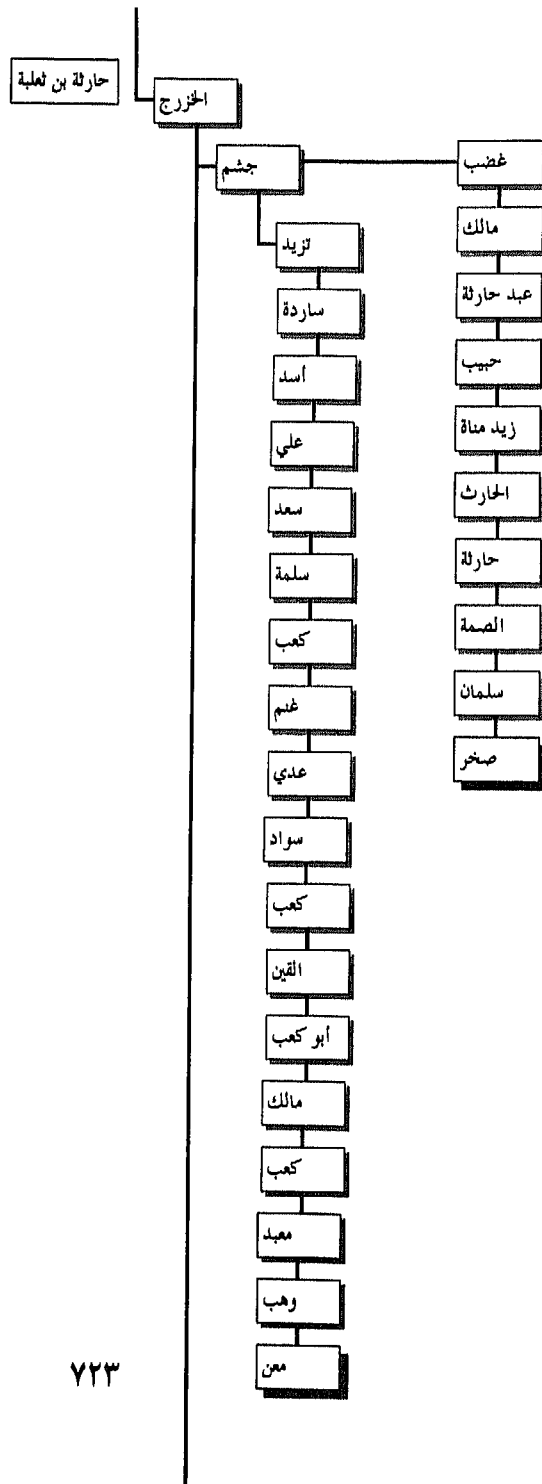 حارثة بن ثعلبة
الخزرج
جشم
غضب
مالك
عبد حارثة
حبيب
زيد مناة
الحارث
حارثة
الصمة
سلمان
صخر
تزيد
ساردة
أسد
علي
سعد
سلمة
كعب
غنم
عدي
سواد
كعب
القين
أبو كعب
مالك
كعب
معبد
وهب
معن
٧٢٣